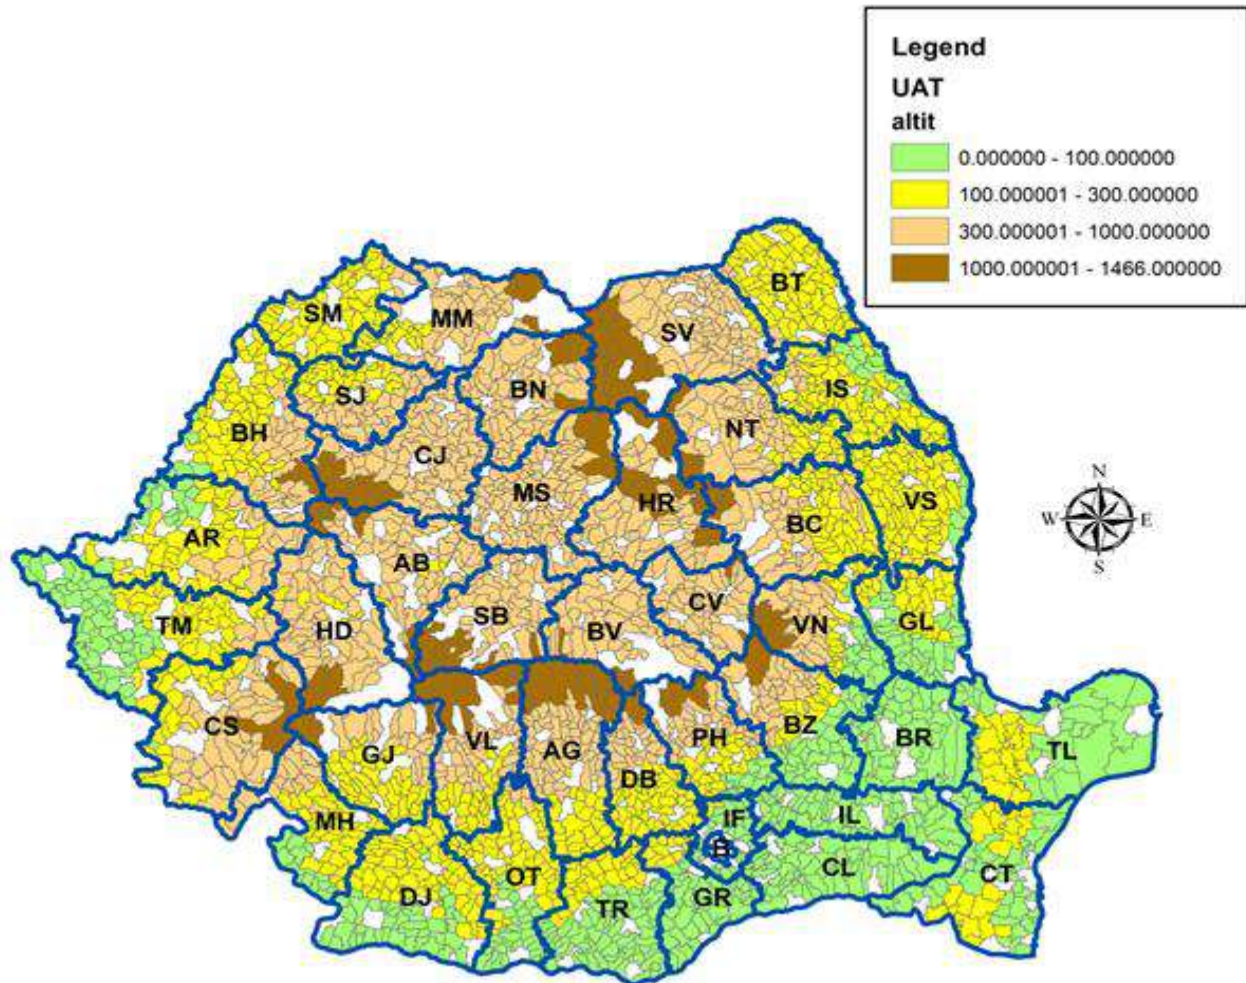 Legend
UAT
altit
0.000000 - 100.000000
100.000001 - 300.000000
300.000001 - 1000.000000
1000.000001 - 1466.000000
BT
SM
MM
SV
SJ
BN
IS
BH
CJ
NT
MS
HR
VS
BC
AR
AB
N
W
E
S
TM
HD
SB
BV
CV
VN
GL
CS
GJ
VL
AG
PH
BZ
BR
TL
DB
MH
IF
IL
B
DJ
OT
TR
GR
CL
CT